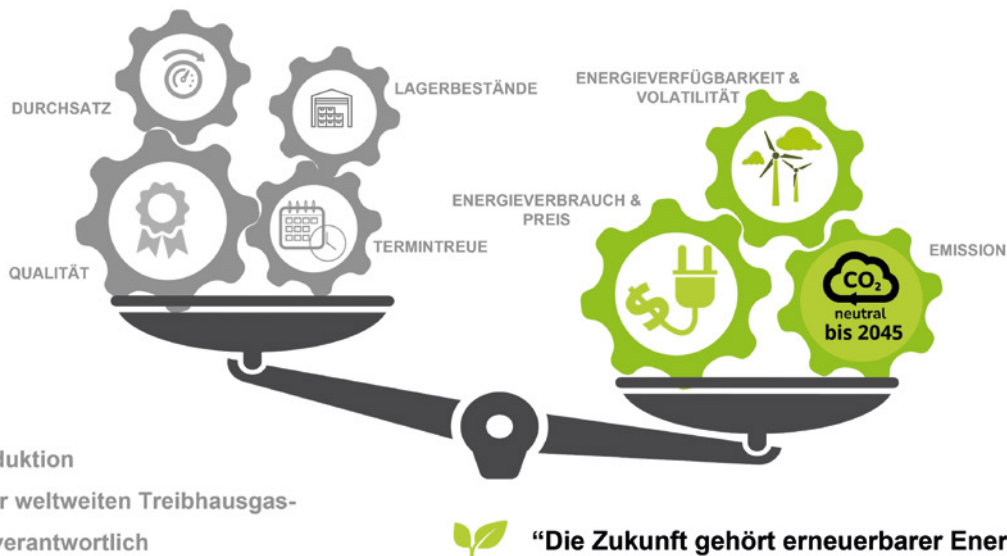 DURCHSATZ
LAGERBESTÄNDE
QUALITÄT
TERMINTREUE
ENERGIEVERFÜGBARKEIT &
VOLATILITÄT
ENERGIEVERBRAUCH &
PREIS
EMISSION
CO₂
neutral
bis 2045
duktion
r weltweiten Treibhausgas-
verantwortlich
“Die Zukunft gehört erneuerbarer Ener